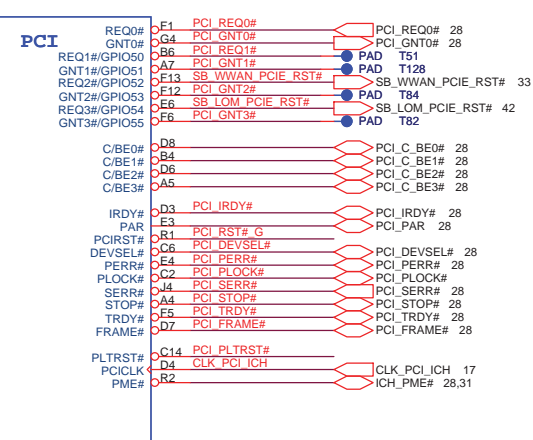 PCI
REQ0# F1 PCI_REQ0# PCI_REQ0# 28
GNT0# G4 PCI_GNT0# PCI_GNT0# 28
REQ1#/GPIO50 B6 PCI_REQ1# PAD T51
GNT1#/GPIO51 A7 PCI_GNT1# PAD T128
REQ2#/GPIO52 F13 SB_WWAN_PCIE_RST# SB_WWAN_PCIE_RST# 33
GNT2#/GPIO53 F12 PCI_GNT2# PAD T84
REQ3#/GPIO54 E6 SB_LOM_PCIE_RST# SB_LOM_PCIE_RST# 42
GNT3#/GPIO55 F6 PCI_GNT3# PAD T82
C/BE0# D8 PCI_C_BE0# 28
C/BE1# B4 PCI_C_BE1# 28
C/BE2# D6 PCI_C_BE2# 28
C/BE3# A5 PCI_C_BE3# 28
IRDY# D3 PCI_IRDY# PCI_IRDY# 28
PAR E3 PCI_PAR 28
PCIRST# R1 PCI_RST#_G
DEVSEL# C6 PCI_DEVSEL# PCI_DEVSEL# 28
PERR# E4 PCI_PERR# PCI_PERR# 28
PLOCK# C2 PCI_PLOCK# PCI_PLOCK#
SERR# J4 PCI_SERR# PCI_SERR# 28
STOP# A4 PCI_STOP# PCI_STOP# 28
TRDY# F5 PCI_TRDY# PCI_TRDY# 28
FRAME# D7 PCI_FRAME# PCI_FRAME# 28
PLTRST# C14 PCI_PLTRST#
PCICLK D4 CLK_PCI_ICH CLK_PCI_ICH 17
PME# R2 ICH_PME# 28,31